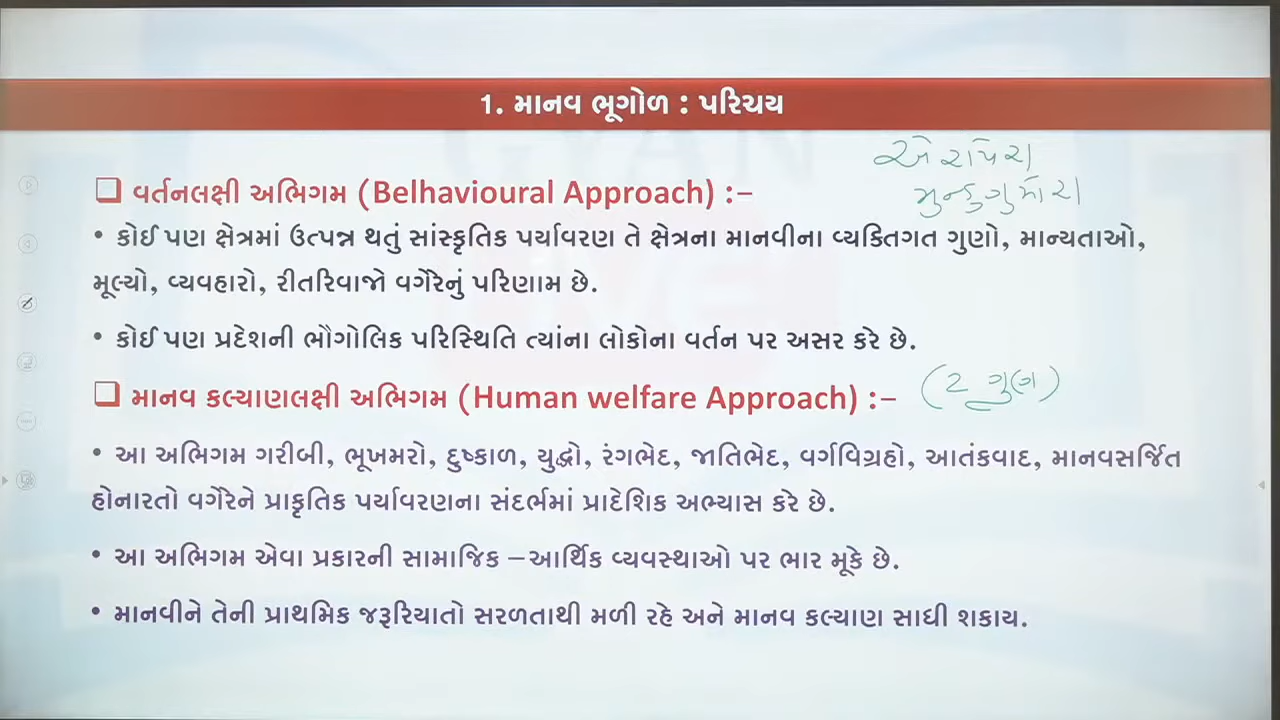 1. માનવ ભૂગોળ : પરિચય
એરાપેરા
મુન્દુગુમોરા
❑ વર્તનલક્ષી અભિગમ (Belhavioural Approach) :–
• કોઈ પણ ક્ષેત્રમાં ઉત્પન્ન થતું સાંસ્કૃતિક પર્યાવરણ તે ક્ષેત્રના માનવીના વ્યક્તિગત ગુણો, માન્યતાઓ,
મૂલ્યો, વ્યવહારો, રીતરિવાજો વગેરેનું પરિણામ છે.
• કોઈ પણ પ્રદેશની ભૌગોલિક પરિસ્થિતિ ત્યાંના લોકોના વર્તન પર અસર કરે છે.
❑ માનવ કલ્યાણલક્ષી અભિગમ (Human welfare Approach) :– (2 ગુણ)
• આ અભિગમ ગરીબી, ભૂખમરો, દુષ્કાળ, યુદ્ધો, રંગભેદ, જાતિભેદ, વર્ગવિગ્રહો, આતંકવાદ, માનવસર્જિત
હોનારતો વગેરેને પ્રાકૃતિક પર્યાવરણના સંદર્ભમાં પ્રાદેશિક અભ્યાસ કરે છે.
• આ અભિગમ એવા પ્રકારની સામાજિક –આર્થિક વ્યવસ્થાઓ પર ભાર મૂકે છે.
• માનવીને તેની પ્રાથમિક જરૂરિયાતો સરળતાથી મળી રહે અને માનવ કલ્યાણ સાધી શકાય.